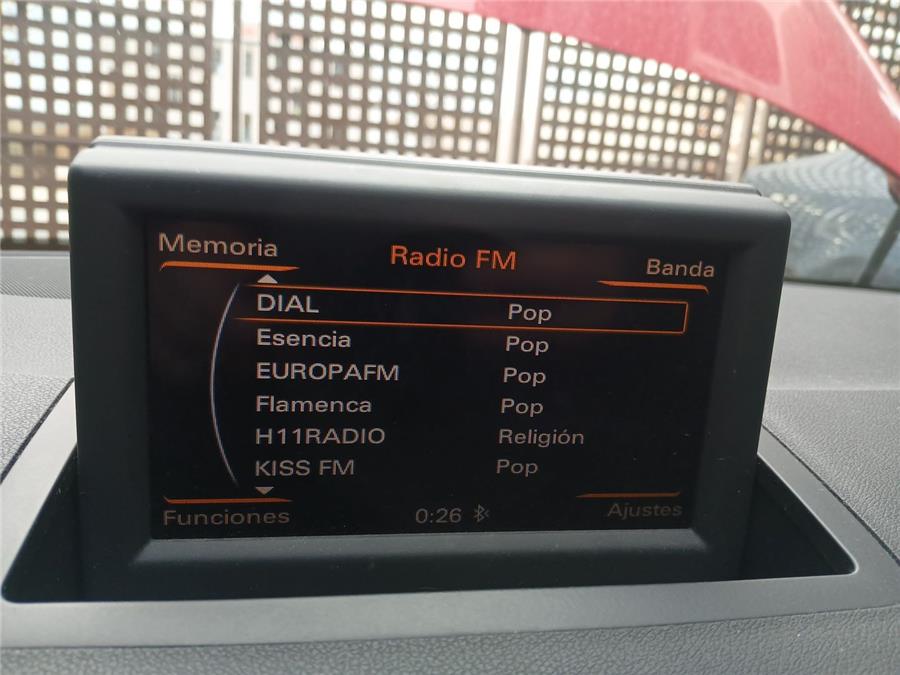 Memoria Radio FM Banda
DIAL Pop
Esencia Pop
EUROPAFM Pop
Flamenca Pop
H11RADIO Religión
KISS FM Pop
Funciones 0:26 Ajustes